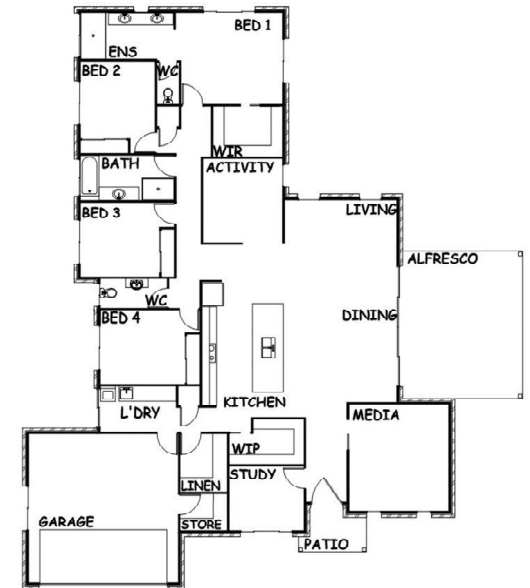 BED 1
ENS
BED 2
WC
WIR
BATH
ACTIVITY
BED 3
LIVING
ALFRESCO
WC
DINING
BED 4
KITCHEN
L'DRY
MEDIA
WIP
STUDY
LINEN
GARAGE
STORE
PATIO